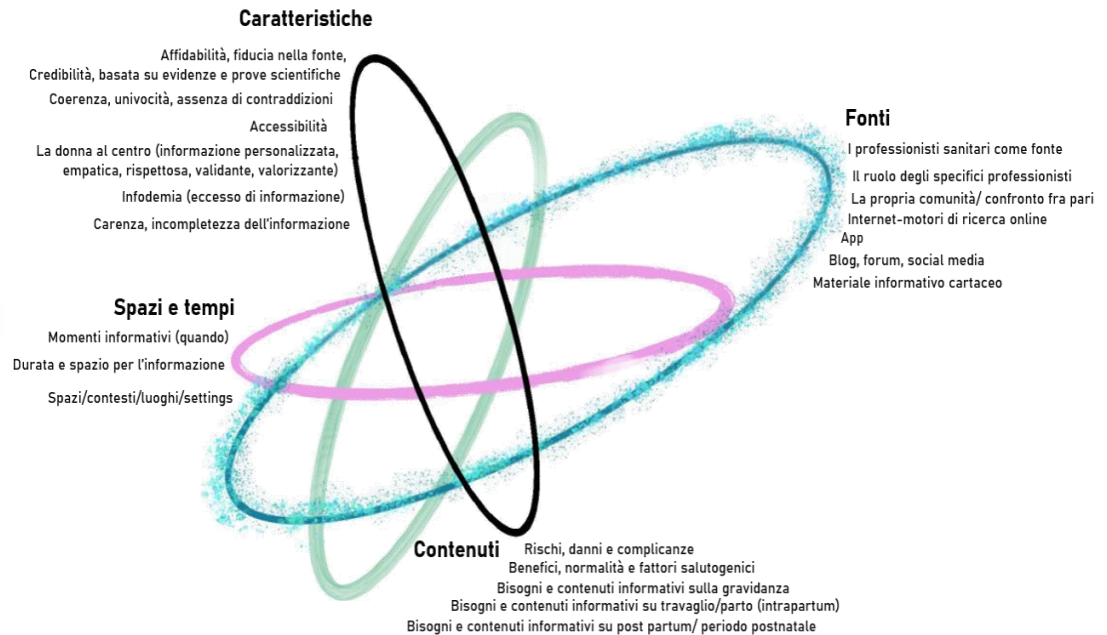 Caratteristiche
Affidabilità, fiducia nella fonte,
Credibilità, basata su evidenze e prove scientifiche
Coerenza, univocità, assenza di contraddizioni
Accessibilità
La donna al centro (informazione personalizzata,
empatica, rispettosa, validante, valorizzante)
Infodemia (eccesso di informazione)
Carenza, incompletezza dell'informazione
Fonti
I professionisti sanitari come fonte
Il ruolo degli specifici professionisti
La propria comunità/ confronto fra pari
Internet-motori di ricerca online
App
Blog, forum, social media
Materiale informativo cartaceo
Spazi e tempi
Momenti informativi (quando)
Durata e spazio per l'informazione
Spazi/contesti/luoghi/settings
Contenuti
Rischi, danni e complicanze
Benefici, normalità e fattori salutogenici
Bisogni e contenuti informativi sulla gravidanza
Bisogni e contenuti informativi su travaglio/parto (intrapartum)
Bisogni e contenuti informativi su post partum/ periodo postnatale